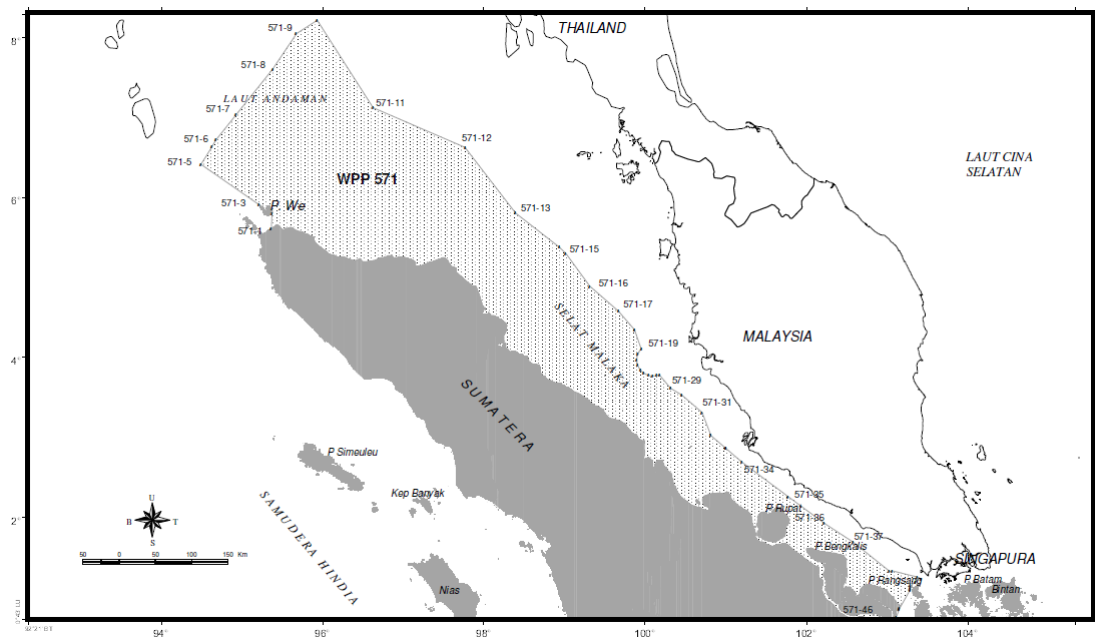 THAILAND
8°
571-9
571-8
LAUT ANDAMAN
571-7
571-11
571-6
571-12
571-5
LAUT CINA
SELATAN
WPP 571
6°
571-3
P. We
571-13
571-1
571-15
571-16
571-17
SELAT MALAKA
MALAYSIA
571-19
4°
571-29
SUMATERA
571-31
P Simeuleu
571-34
Kep Banyak
571-35
P Rupat
2°
571-36
SAMUDERA HINDIA
U
B
T
S
571-37
P.Bengkalis
50 0 50 100 150 Km
SINGAPURA
P Rangsang
P Batam
Nias
Bintan
571-46
94°
96°
98°
100°
102°
104°